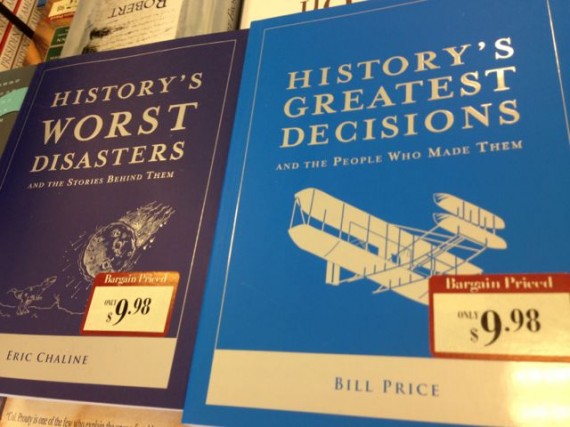 ROBERT
HISTORY'S
WORST
DISASTERS
AND THE STORIES BEHIND THEM
Bargain Priced
ONLY
$9.98
ERIC CHALINE
HISTORY'S
GREATEST
DECISIONS
AND THE PEOPLE WHO MADE THEM
Bargain Priced
ONLY
$9.98
BILL PRICE